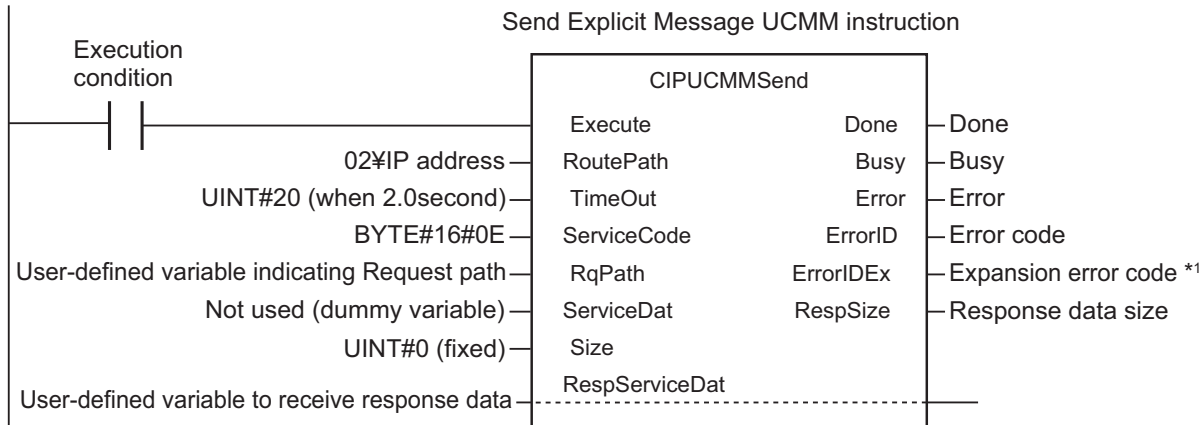 Send Explicit Message UCMM instruction
Execution
condition
CIPUCMMSend
Execute Done Done
02¥IP address RoutePath Busy Busy
UINT#20 (when 2.0second) TimeOut Error Error
BYTE#16#0E ServiceCode ErrorID Error code
User-defined variable indicating Request path RqPath ErrorIDEx Expansion error code *1
Not used (dummy variable) ServiceDat RespSize Response data size
UINT#0 (fixed) Size
RespServiceDat
User-defined variable to receive response data